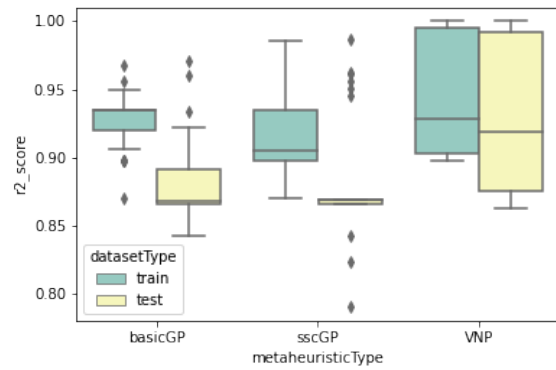 1.00
0.95
0.90
0.85
0.80
r2_score
datasetType
train
test
basicGP
sscGP
VNP
metaheuristicType